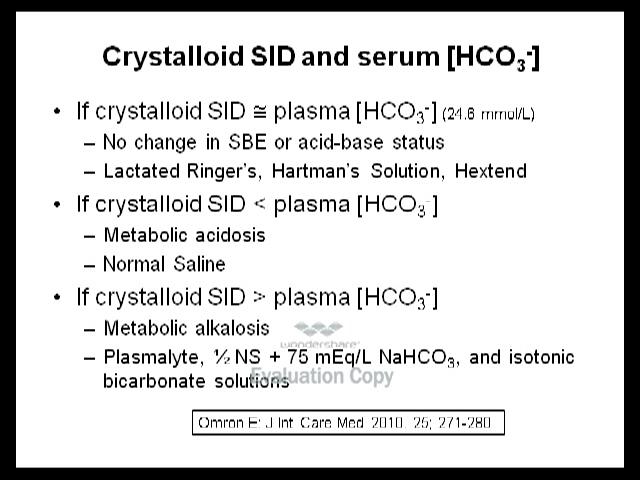 Crystalloid SID and serum [HCO₃⁻]
• If crystalloid SID ≅ plasma [HCO₃⁻] (24.6 mmol/L)
– No change in SBE or acid-base status
– Lactated Ringer's, Hartman's Solution, Hextend
• If crystalloid SID < plasma [HCO₃⁻]
– Metabolic acidosis
– Normal Saline
• If crystalloid SID > plasma [HCO₃⁻]
– Metabolic alkalosis
wondershare
– Plasmalyte, ½ NS + 75 mEq/L NaHCO₃, and isotonic
bicarbonate solutions
Evaluation Copy
Omron E: J Int Care Med 2010. 25; 271-280